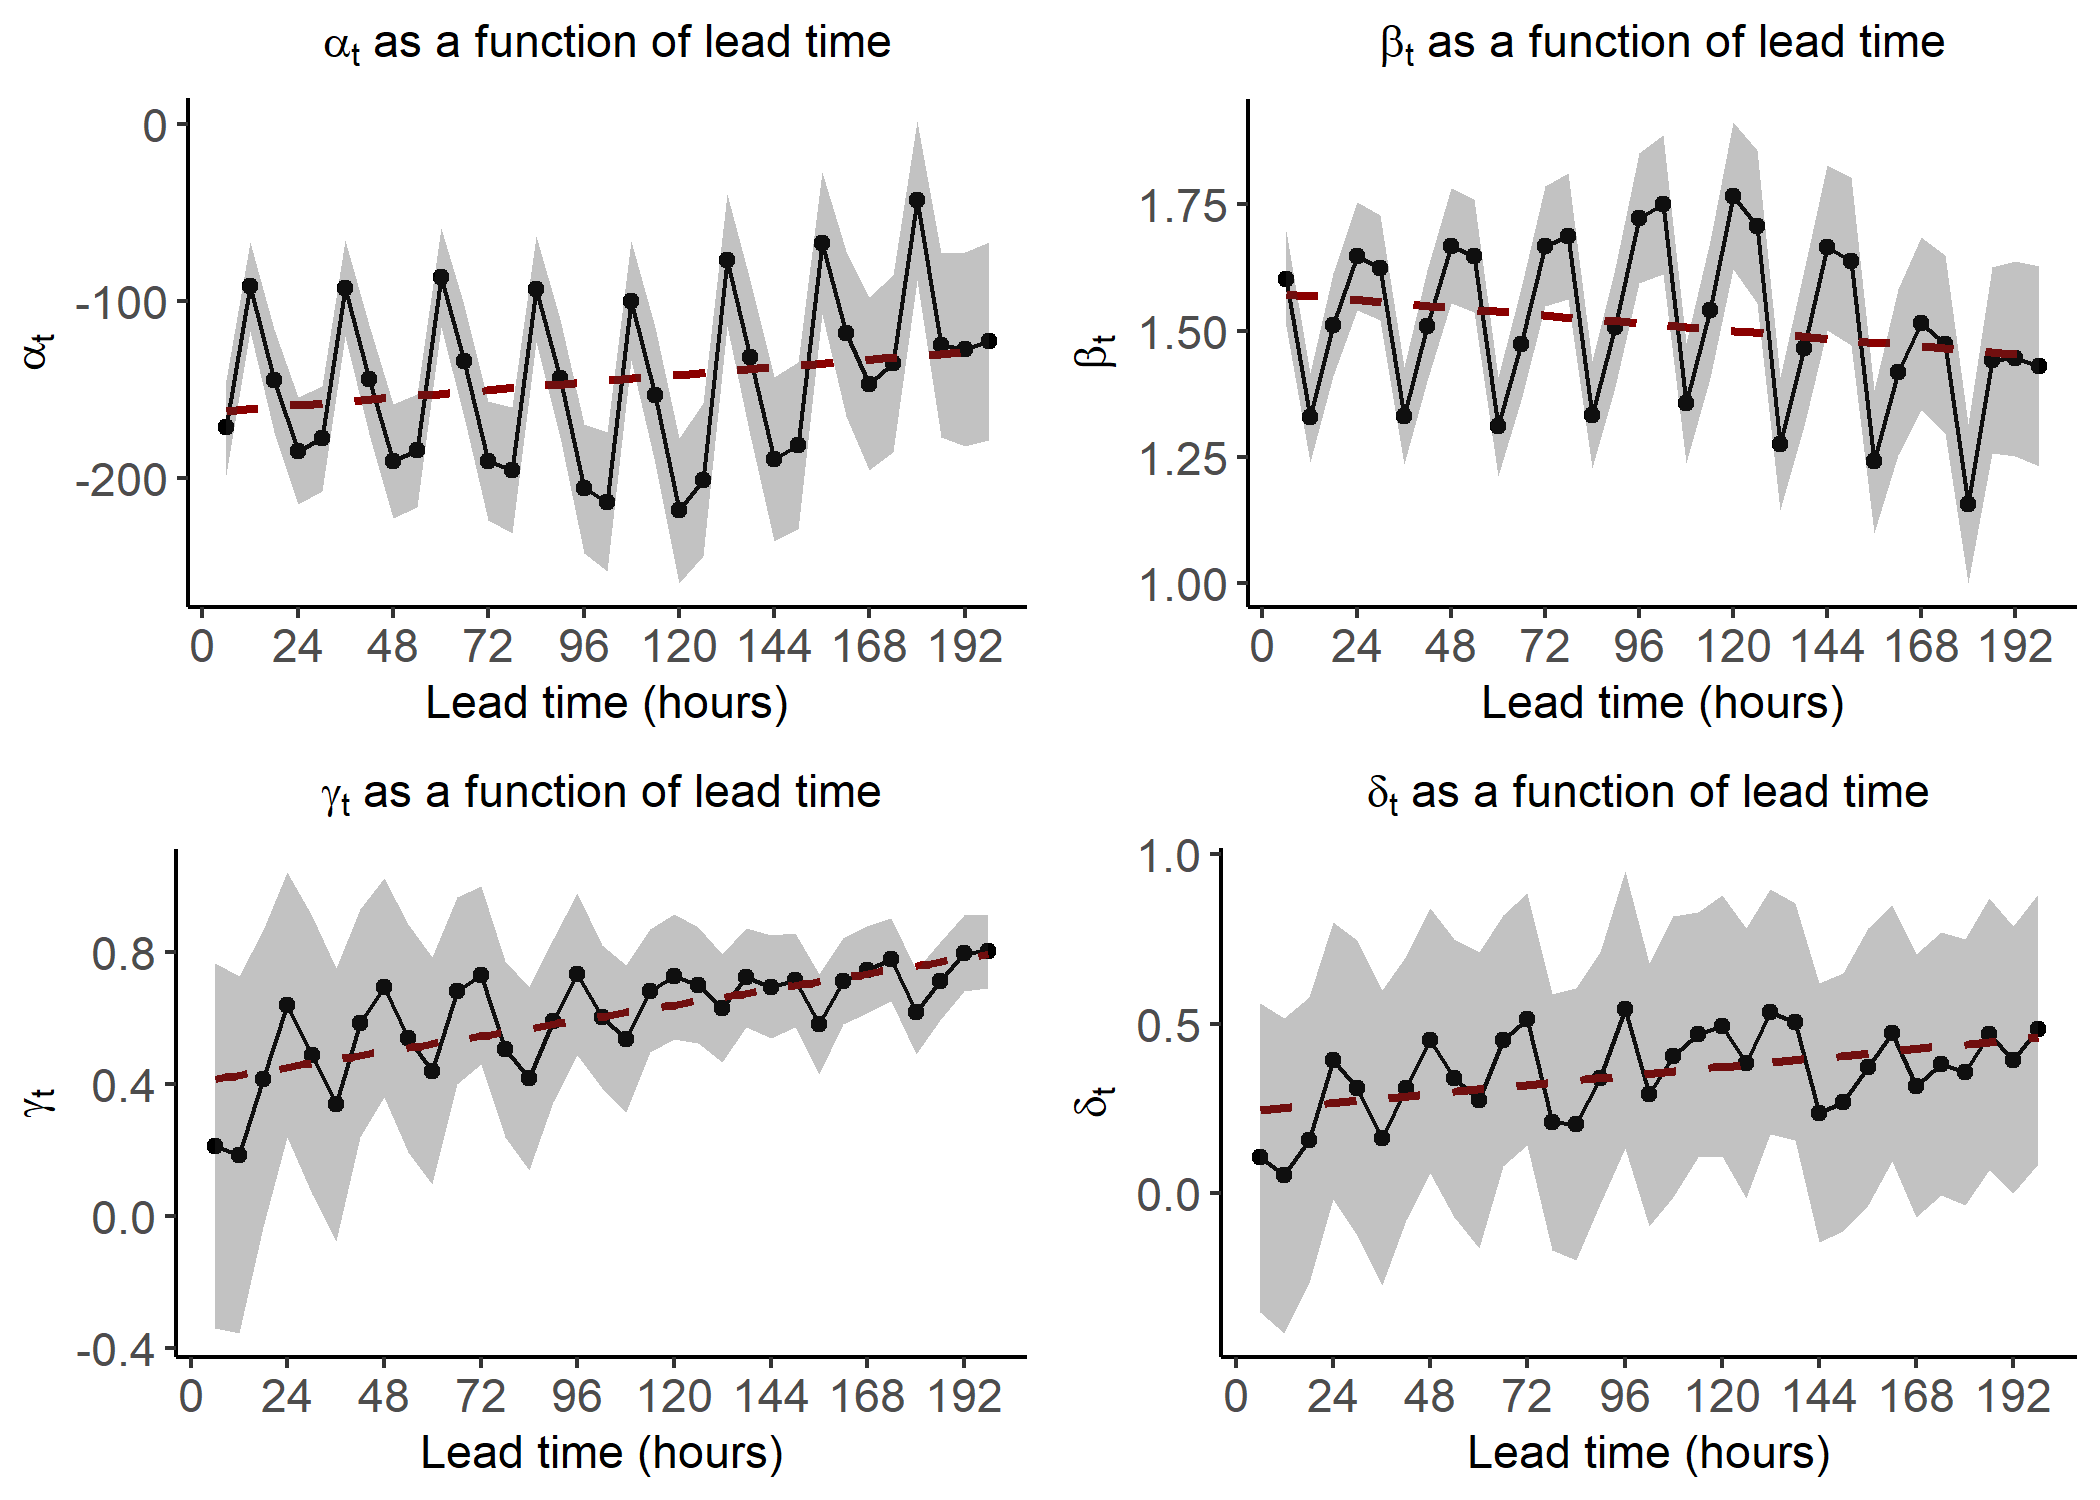 αt as a function of lead time
αt
0
-100
-200
0 24 48 72 96 120 144 168 192
Lead time (hours)
βt as a function of lead time
βt
1.75
1.50
1.25
1.00
0 24 48 72 96 120 144 168 192
Lead time (hours)
γt as a function of lead time
γt
0.8
0.4
0.0
-0.4
0 24 48 72 96 120 144 168 192
Lead time (hours)
δt as a function of lead time
δt
1.0
0.5
0.0
0 24 48 72 96 120 144 168 192
Lead time (hours)